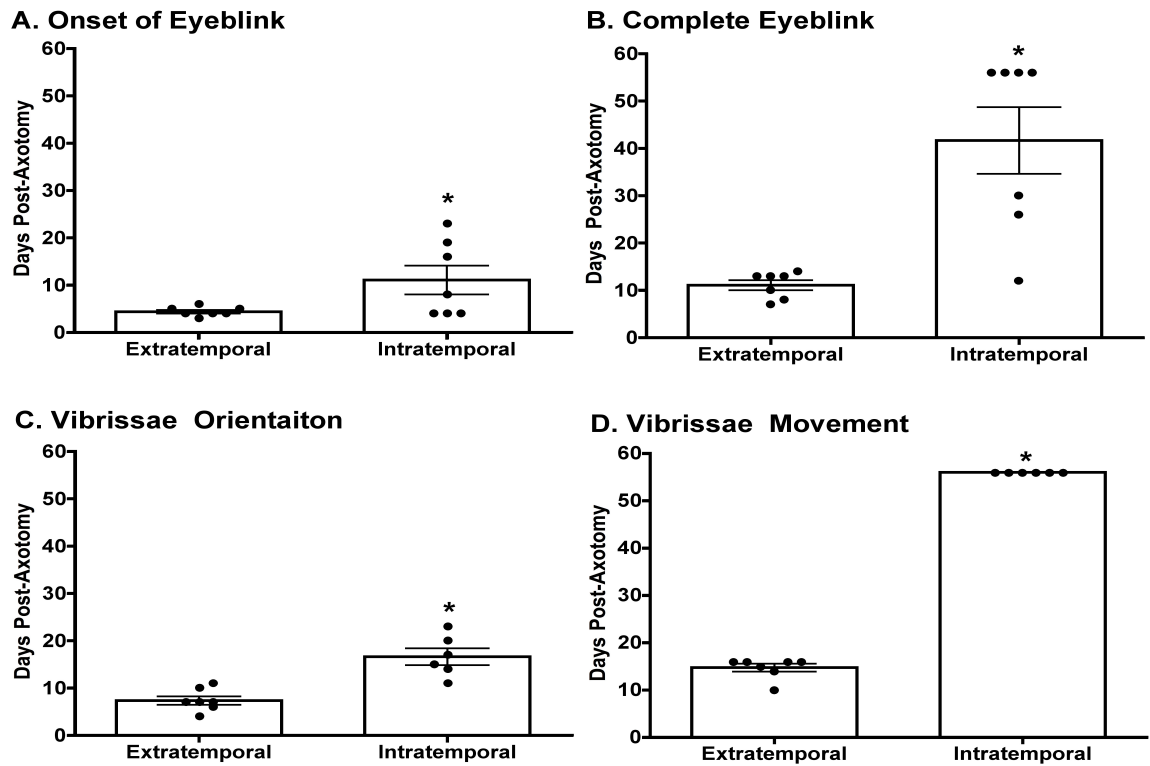 A. Onset of Eyeblink
60
50
40
30
20
10
0
Days Post-Axotomy
*
Extratemporal
Intratemporal
B. Complete Eyeblink
60
50
40
30
20
10
0
Days Post-Axotomy
*
Extratemporal
Intratemporal
C. Vibrissae Orientaiton
60
50
40
30
20
10
0
Days Post-Axotomy
*
Extratemporal
Intratemporal
D. Vibrissae Movement
60
50
40
30
20
10
0
Days Post-Axotomy
*
Extratemporal
Intratemporal